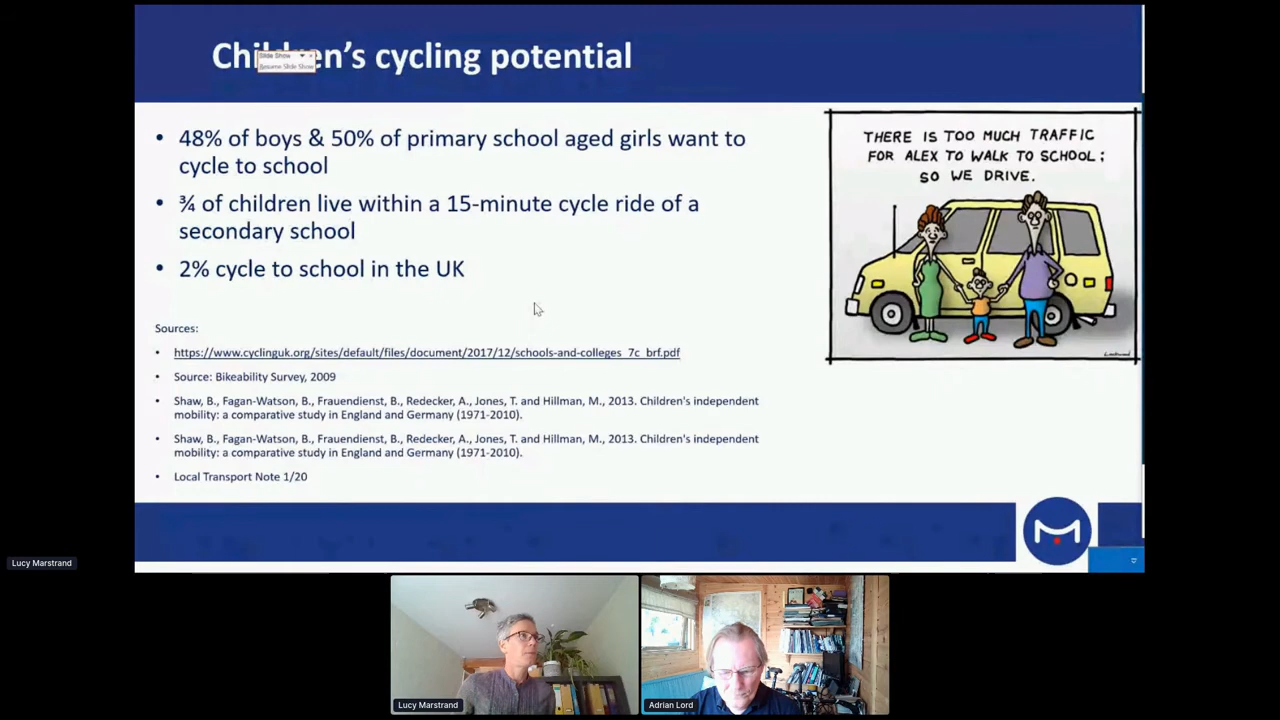 Children's cycling potential
Slide Show
Resume Slide Show
• 48% of boys & 50% of primary school aged girls want to
cycle to school
• ¾ of children live within a 15-minute cycle ride of a
secondary school
• 2% cycle to school in the UK
THERE IS TOO MUCH TRAFFIC
FOR ALEX TO WALK TO SCHOOL;
SO WE DRIVE.
Sources:
• https://www.cyclinguk.org/sites/default/files/document/2017/12/schools-and-colleges_7c_brf.pdf
• Source: Bikeability Survey, 2009
• Shaw, B., Fagan-Watson, B., Frauendienst, B., Redecker, A., Jones, T. and Hillman, M., 2013. Children's independent
mobility: a comparative study in England and Germany (1971-2010).
• Shaw, B., Fagan-Watson, B., Frauendienst, B., Redecker, A., Jones, T. and Hillman, M., 2013. Children's independent
mobility: a comparative study in England and Germany (1971-2010).
• Local Transport Note 1/20
Lucy Marstrand
Lucy Marstrand
Adrian Lord